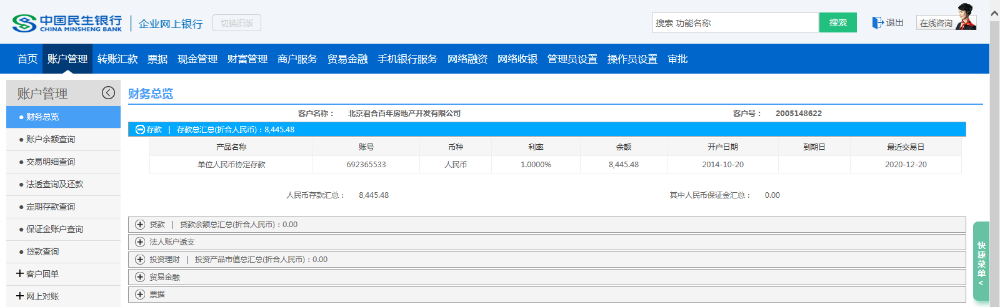 中国民生银行 企业网上银行 切换旧版
CHINA MINSHENG BANK
搜索 功能名称 搜索 退出 在线咨询
首页 账户管理 转账汇款 票据 现金管理 财富管理 商户服务 贸易金融 手机银行服务 网络融资 网络收银 管理员设置 操作员设置 审批
账户管理
财务总览
账户余额查询
交易明细查询
法透查询及还款
定期存款查询
保证金账户查询
贷款查询
客户回单
网上对账
财务总览
客户名称： 北京君合百年房地产开发有限公司 客户号： 2005148622
存款 | 存款总汇总(折合人民币)：8,445.48
产品名称 账号 币种 利率 余额 开户日期 到期日 最近交易日
单位人民币协定存款 692365533 人民币 1.0000% 8,445.48 2014-10-20 2020-12-20
人民币存款汇总： 8,445.48 其中人民币保证金汇总： 0.00
贷款 | 贷款余额总汇总(折合人民币)：0.00
法人账户透支
投资理财 | 投资产品市值总汇总(折合人民币)：0.00
贸易金融
票据
快捷菜单 <